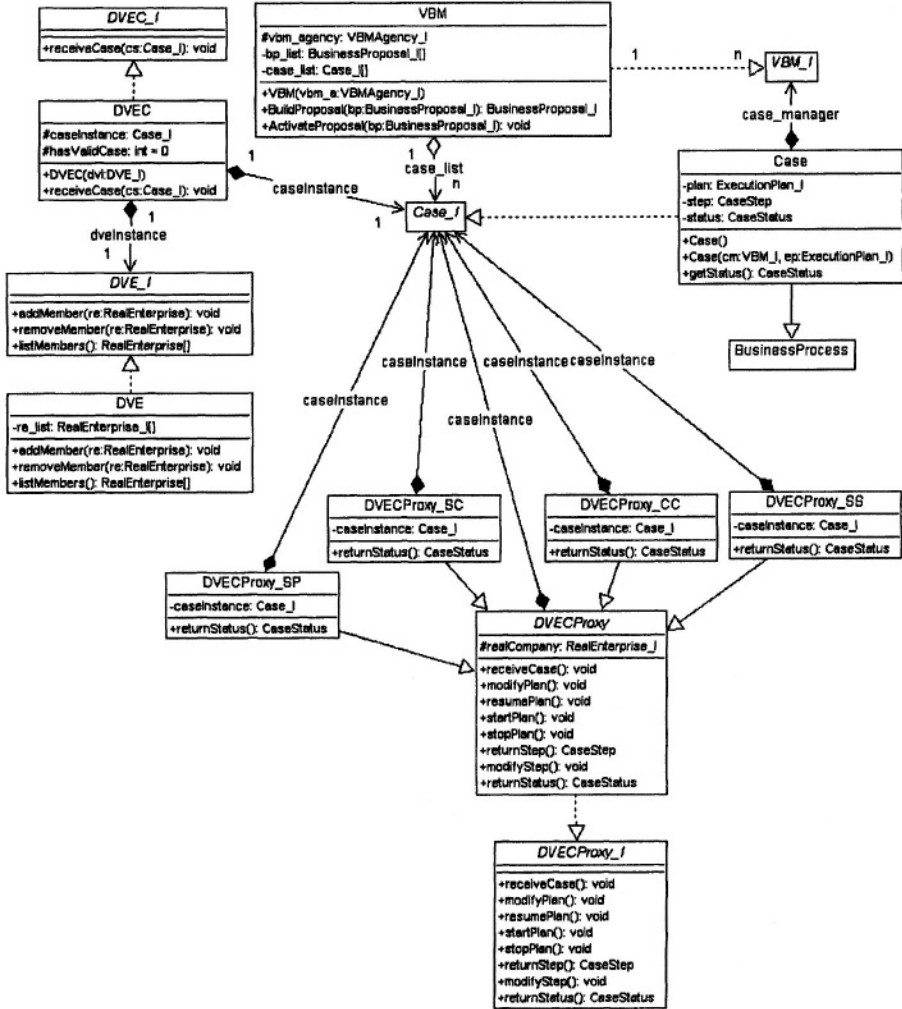 DVEC_I
+receiveCase(cs:Case_I): void
DVEC
#caseInstance: Case_I
#hasValidCase: int = 0
+DVEC(dvi:DVE_I)
+receiveCase(cs:Case_I): void
1
dveInstance
1
DVE_I
+addMember(re:RealEnterprise): void
+removeMember(re:RealEnterprise): void
+listMembers(): RealEnterprise[]
DVE
-re_list: RealEnterprise_I[]
+addMember(re:RealEnterprise): void
+removeMember(re:RealEnterprise): void
+listMembers(): RealEnterprise[]
VBM
#vbm_agency: VBMAgency_I
-bp_list: BusinessProposal_I[]
-case_list: Case_I[]
+VBM(vbm_a:VBMAgency_I)
+BuildProposal(bp:BusinessProposal_I): BusinessProposal_I
+ActivateProposal(bp:BusinessProposal_I): void
1
n
VBM_I
case_manager
1
case_list
n
1
caseInstance
1
Case_I
Case
-plan: ExecutionPlan_I
-step: CaseStep
-status: CaseStatus
+Case()
+Case(cm:VBM_I, ep:ExecutionPlan_I)
+getStatus(): CaseStatus
BusinessProcess
caseInstance
caseInstance
caseInstance
caseInstance
caseInstance
DVECProxy_SC
-caseInstance: Case_I
+returnStatus(): CaseStatus
DVECProxy_CC
-caseInstance: Case_I
+returnStatus(): CaseStatus
DVECProxy_SS
-caseInstance: Case_I
+returnStatus(): CaseStatus
DVECProxy_SP
-caseInstance: Case_I
+returnStatus(): CaseStatus
DVECProxy
#realCompany: RealEnterprise_I
+receiveCase(): void
+modifyPlan(): void
+resumePlan(): void
+startPlan(): void
+stopPlan(): void
+returnStep(): CaseStep
+modifyStep(): void
+returnStatus(): CaseStatus
DVECProxy_I
+receiveCase(): void
+modifyPlan(): void
+resumePlan(): void
+startPlan(): void
+stopPlan(): void
+returnStep(): CaseStep
+modifyStep(): void
+returnStatus(): CaseStatus